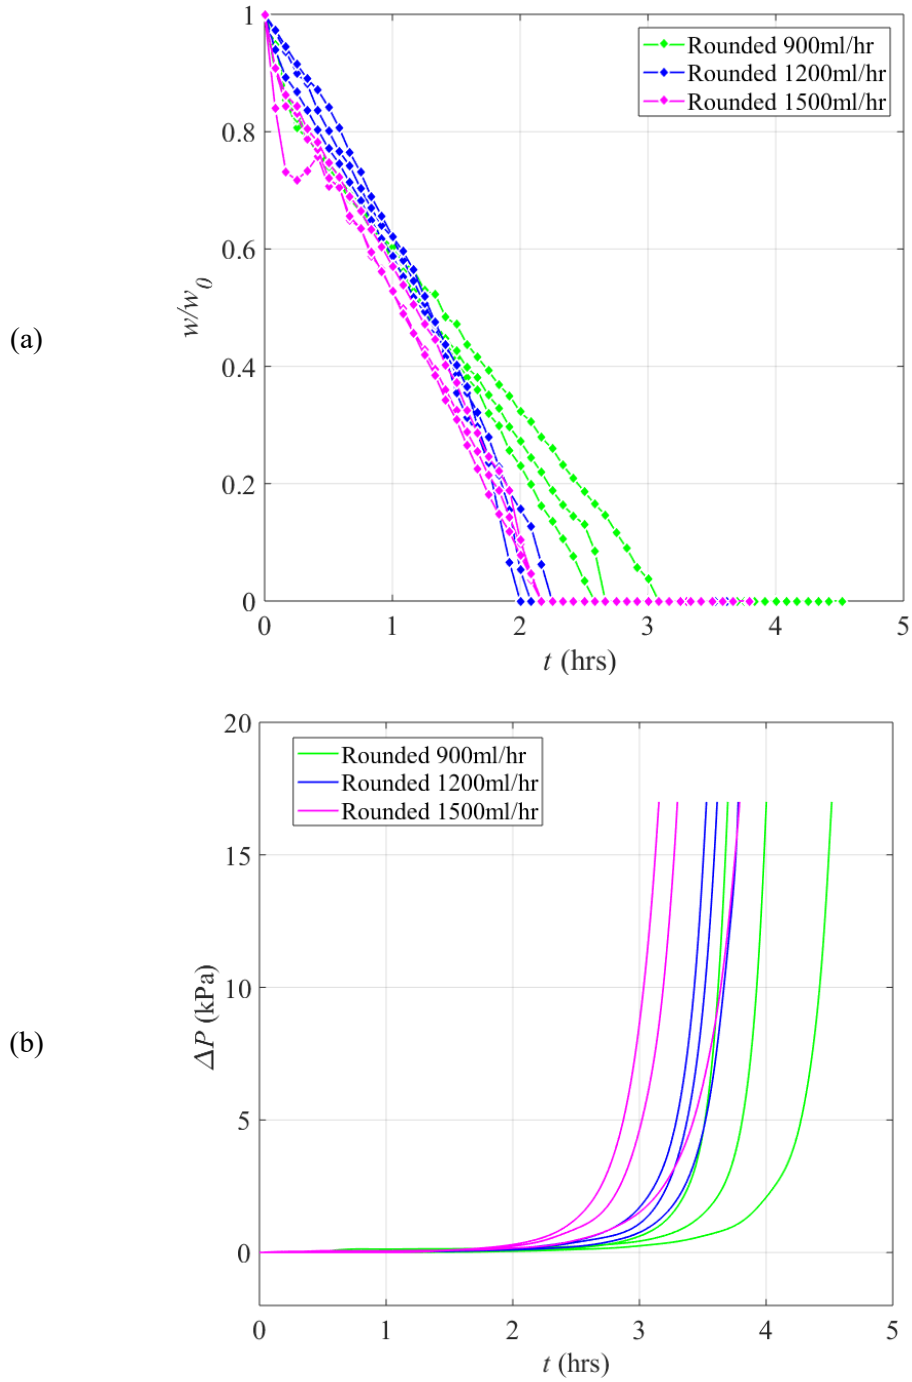 (a)
1
0.8
0.6
0.4
0.2
0
w/w0
Rounded 900ml/hr
Rounded 1200ml/hr
Rounded 1500ml/hr
0 1 2 3 4 5
t (hrs)
(b)
20
15
10
5
0
ΔP (kPa)
Rounded 900ml/hr
Rounded 1200ml/hr
Rounded 1500ml/hr
0 1 2 3 4 5
t (hrs)